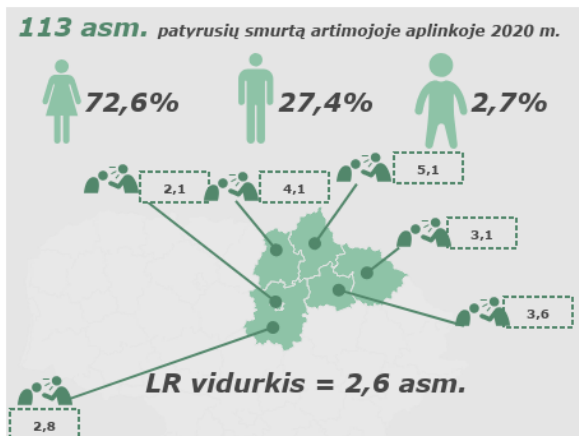 113 asm. patyrusių smurtą artimojoje aplinkoje 2020 m.
72,6% 27,4% 2,7%
2,1 4,1 5,1
3,1
3,6
LR vidurkis = 2,6 asm.
2,8